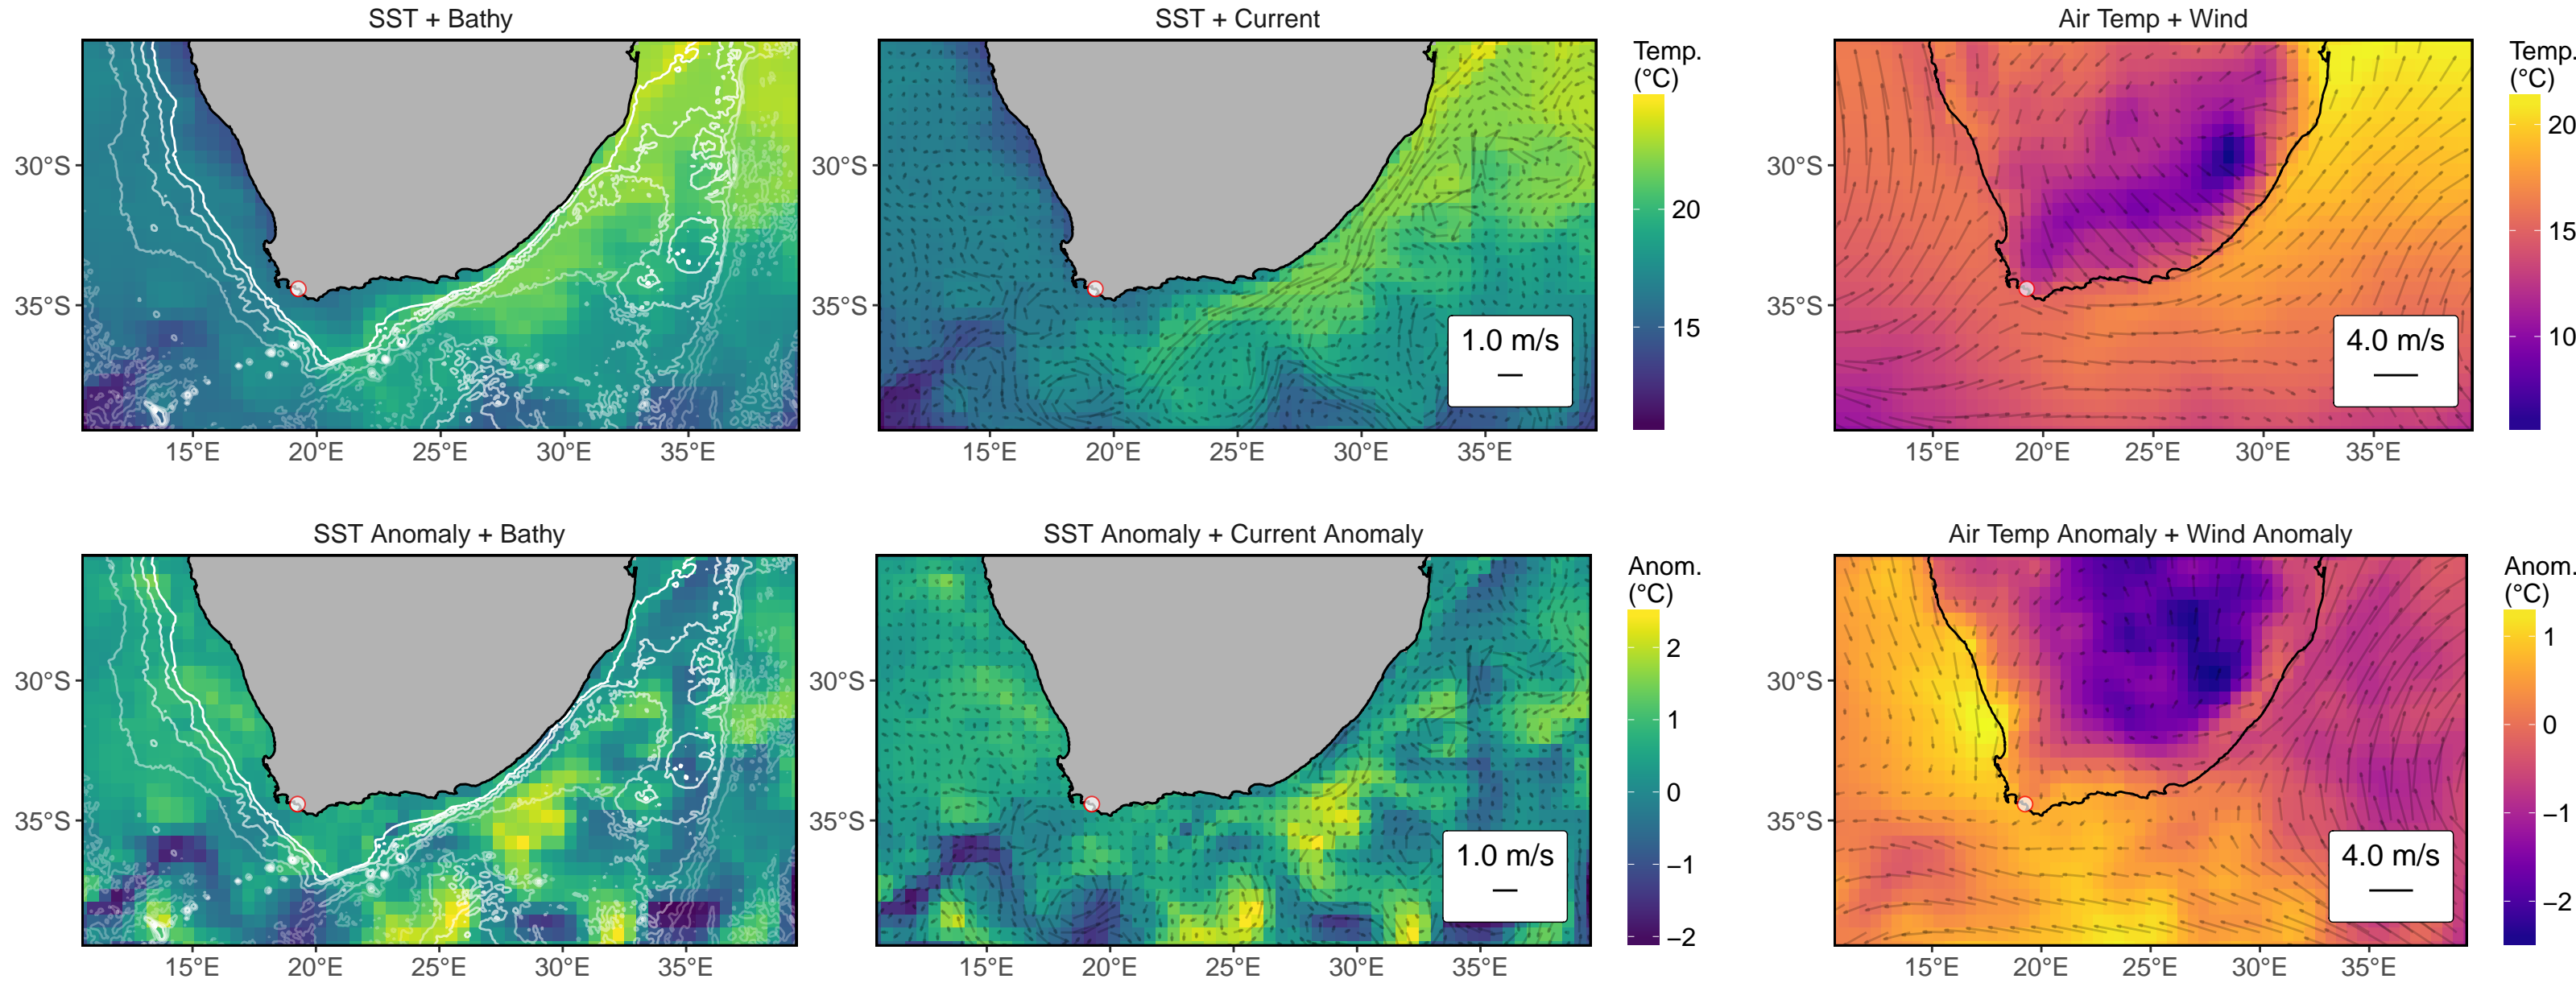 SST + Bathy
SST + Current
Air Temp + Wind
30°S
35°S
15°E 20°E 25°E 30°E 35°E
30°S
35°S
1.0 m/s
15°E 20°E 25°E 30°E 35°E
Temp.
(°C)
20
15
30°S
35°S
4.0 m/s
15°E 20°E 25°E 30°E 35°E
Temp.
(°C)
20
15
10
SST Anomaly + Bathy
SST Anomaly + Current Anomaly
Air Temp Anomaly + Wind Anomaly
30°S
35°S
15°E 20°E 25°E 30°E 35°E
30°S
35°S
1.0 m/s
15°E 20°E 25°E 30°E 35°E
Anom.
(°C)
2
1
0
−1
−2
30°S
35°S
4.0 m/s
15°E 20°E 25°E 30°E 35°E
Anom.
(°C)
1
0
−1
−2